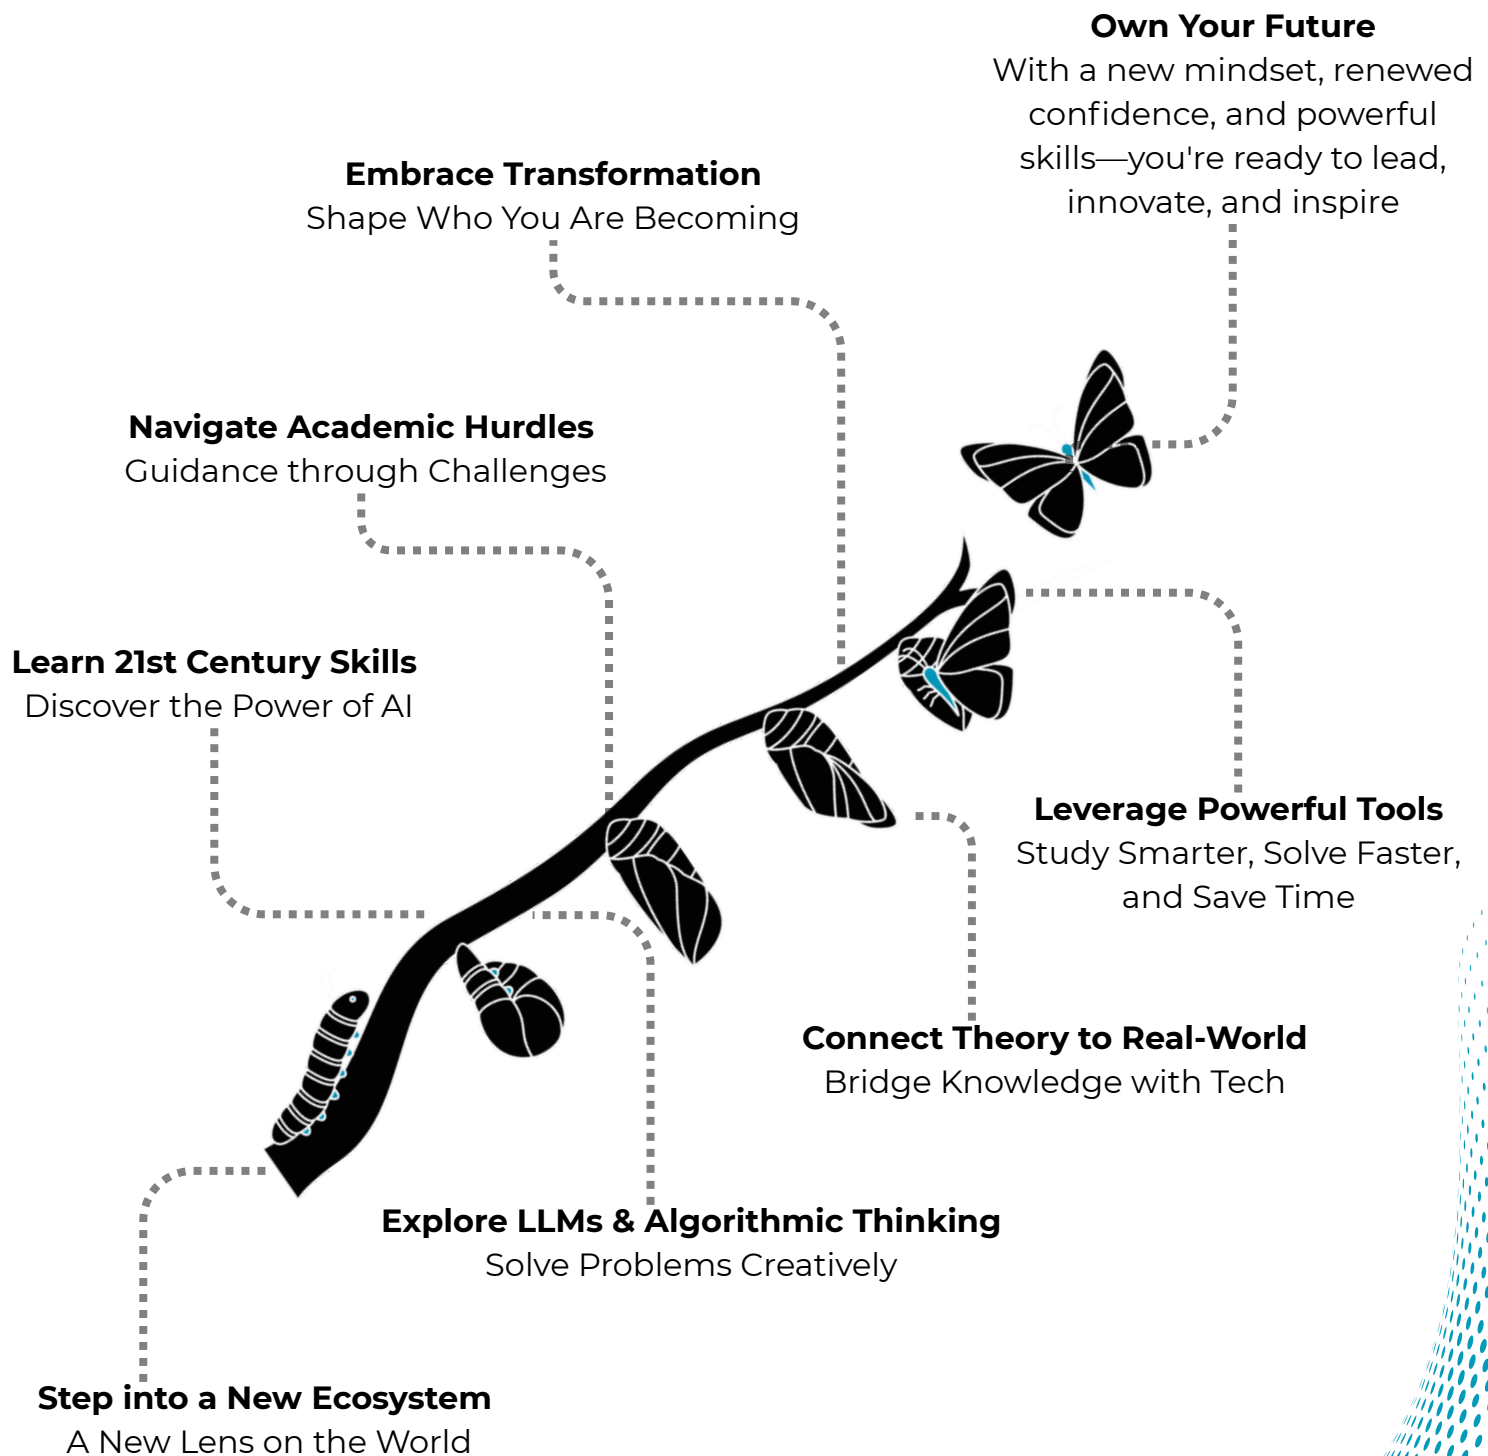 Own Your Future
With a new mindset, renewed
confidence, and powerful
skills—you're ready to lead,
innovate, and inspire
Embrace Transformation
Shape Who You Are Becoming
Navigate Academic Hurdles
Guidance through Challenges
Learn 21st Century Skills
Discover the Power of AI
Leverage Powerful Tools
Study Smarter, Solve Faster,
and Save Time
Connect Theory to Real-World
Bridge Knowledge with Tech
Explore LLMs & Algorithmic Thinking
Solve Problems Creatively
Step into a New Ecosystem
A New Lens on the World